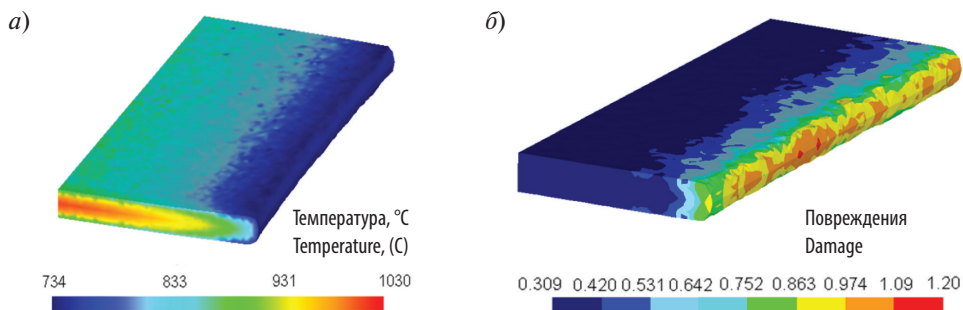 а)
б)
Температура, °C
Temperature, (C)
Повреждения
Damage
734 833 931 1030
0.309 0.420 0.531 0.642 0.752 0.863 0.974 1.09 1.20